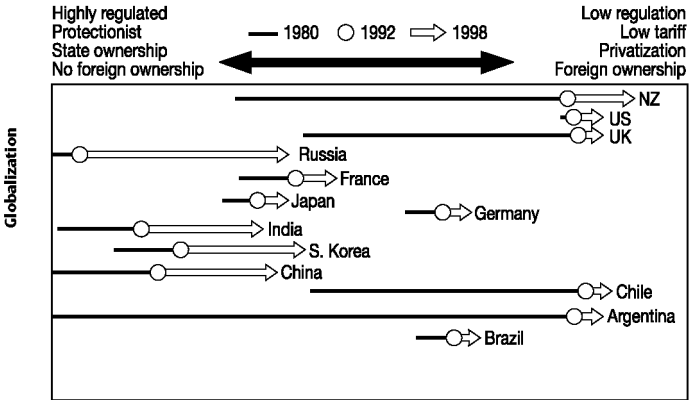 Highly regulated
Protectionist
State ownership
No foreign ownership
1980 1992 1998
Low regulation
Low tariff
Privatization
Foreign ownership
Globalization
NZ
US
UK
Russia
France
Japan
Germany
India
S. Korea
China
Chile
Argentina
Brazil